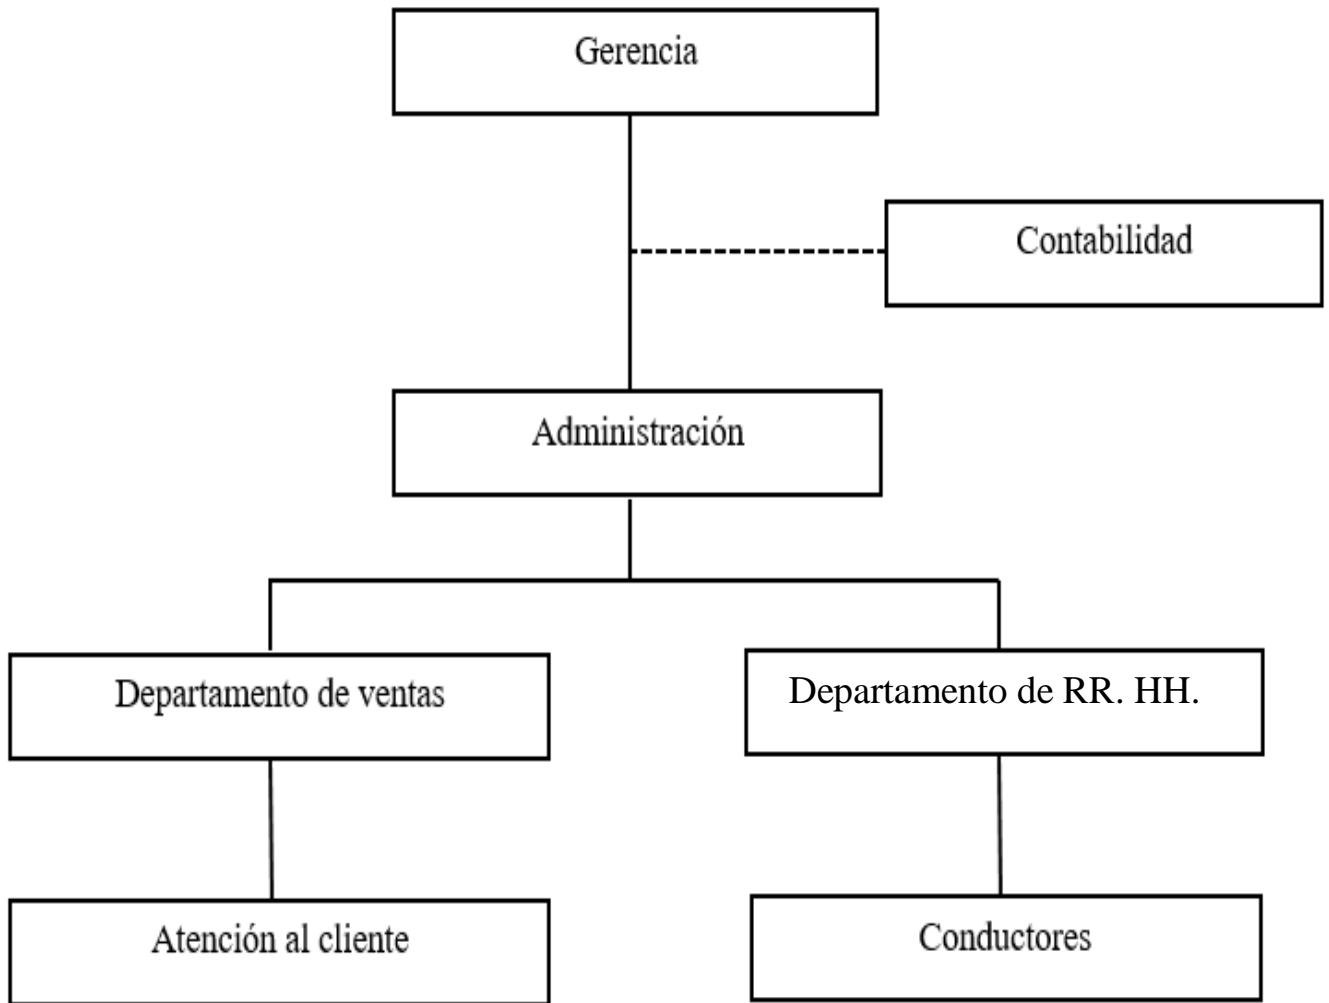 Gerencia
Contabilidad
Administración
Departamento de ventas
Departamento de RR. HH.
Atención al cliente
Conductores